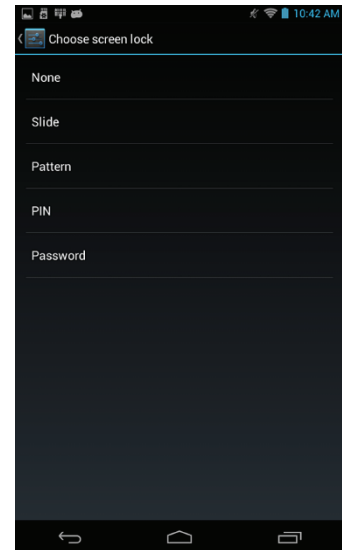 10:42 AM
Choose screen lock
None
Slide
Pattern
PIN
Password